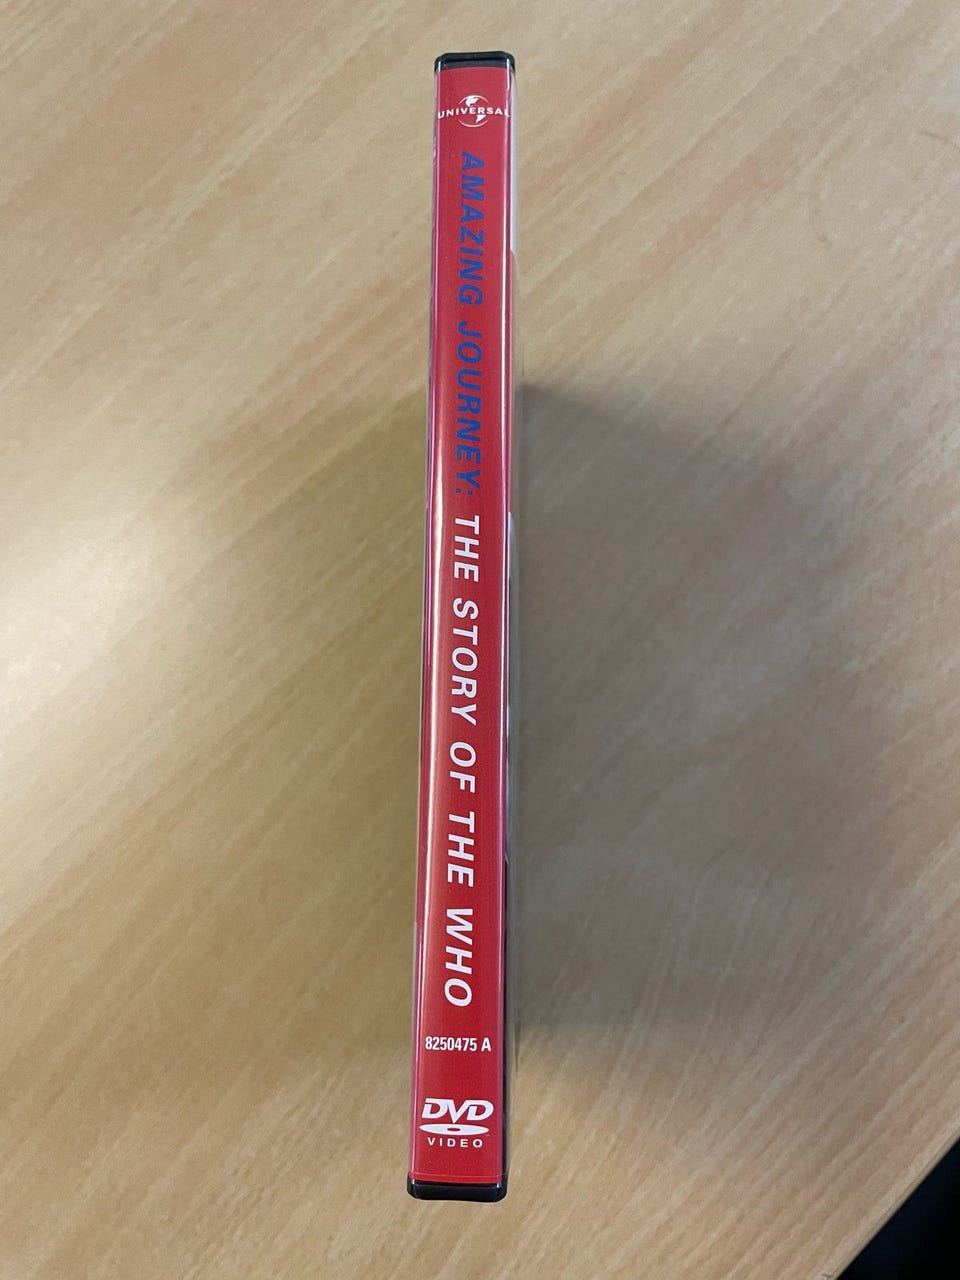 UNIVERSAL
AMAZING JOURNEY: THE STORY OF THE WHO
8250475 A
DVD
VIDEO